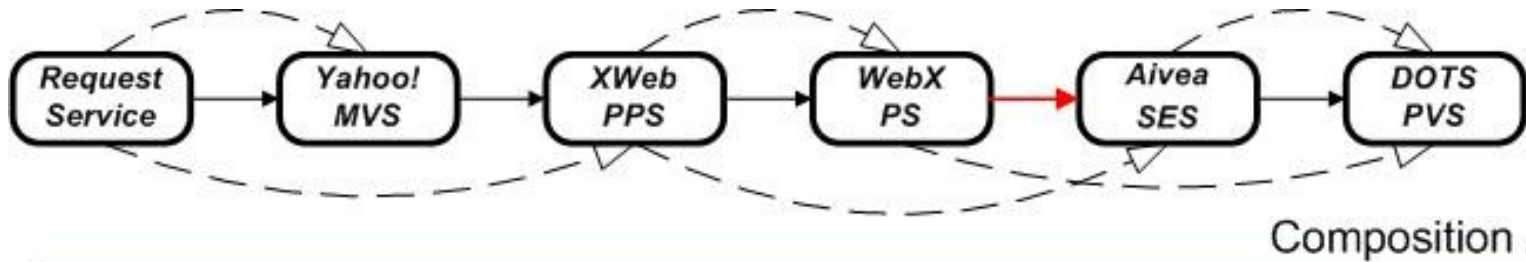 Request
Service
Yahoo!
MVS
XWeb
PPS
WebX
PS
Aivea
SES
DOTS
PVS
Composition